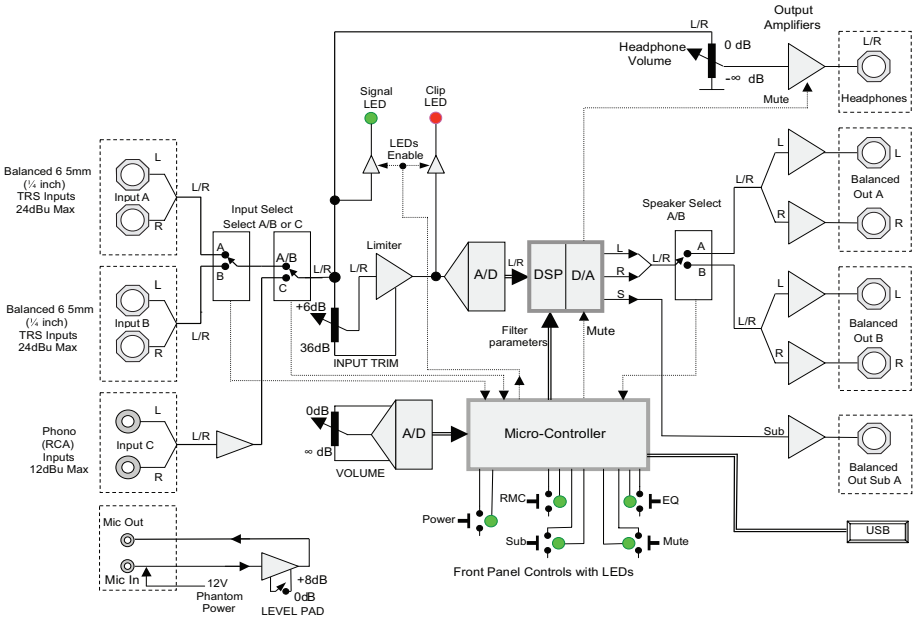 Output
Amplifiers
L/R
Headphone
Volume
0 dB
-∞ dB
Mute
L/R
Headphones
Signal
LED
Clip
LED
LEDs
Enable
Balanced 6 5mm
(¼ inch)
TRS Inputs
24dBu Max
L
Input A
R
L/R
Input Select
Select A/B or C
A
B
A/B
C
L/R
Limiter
L/R
+6dB
36dB
INPUT TRIM
A/D
L/R
DSP
D/A
L
R
S
L/R
Speaker Select
A/B
A
B
L/R
L
R
L
Balanced
Out A
R
Balanced 6 5mm
(¼ inch)
TRS Inputs
24dBu Max
L
Input B
R
L/R
Filter
parameters
Mute
L/R
L
R
L
Balanced
Out B
R
Phono
(RCA)
Inputs
12dBu Max
L
Input C
R
L/R
0dB
∞ dB
VOLUME
A/D
Micro-Controller
Sub
Balanced
Out Sub A
Power
RMC
Sub
EQ
Mute
USB
Front Panel Controls with LEDs
Mic Out
Mic In
12V
Phantom
Power
+8dB
0dB
LEVEL PAD